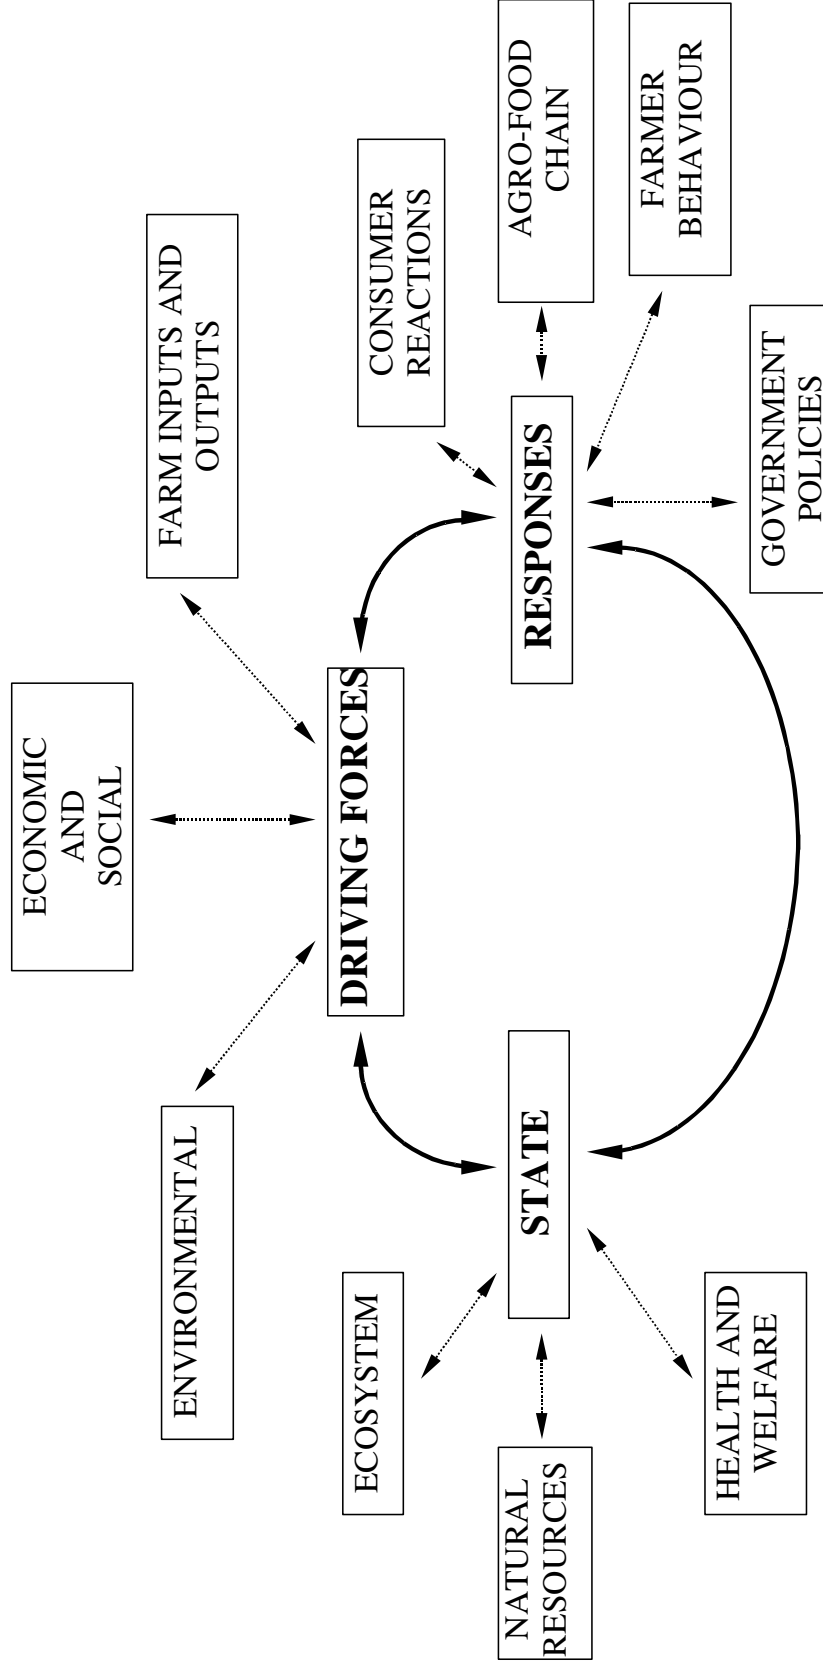 ECONOMIC
AND
SOCIAL
ENVIRONMENTAL
FARM INPUTS AND
OUTPUTS
DRIVING FORCES
ECOSYSTEM
CONSUMER
REACTIONS
NATURAL
RESOURCES
STATE
RESPONSES
AGRO-FOOD
CHAIN
FARMER
BEHAVIOUR
HEALTH AND
WELFARE
GOVERNMENT
POLICIES